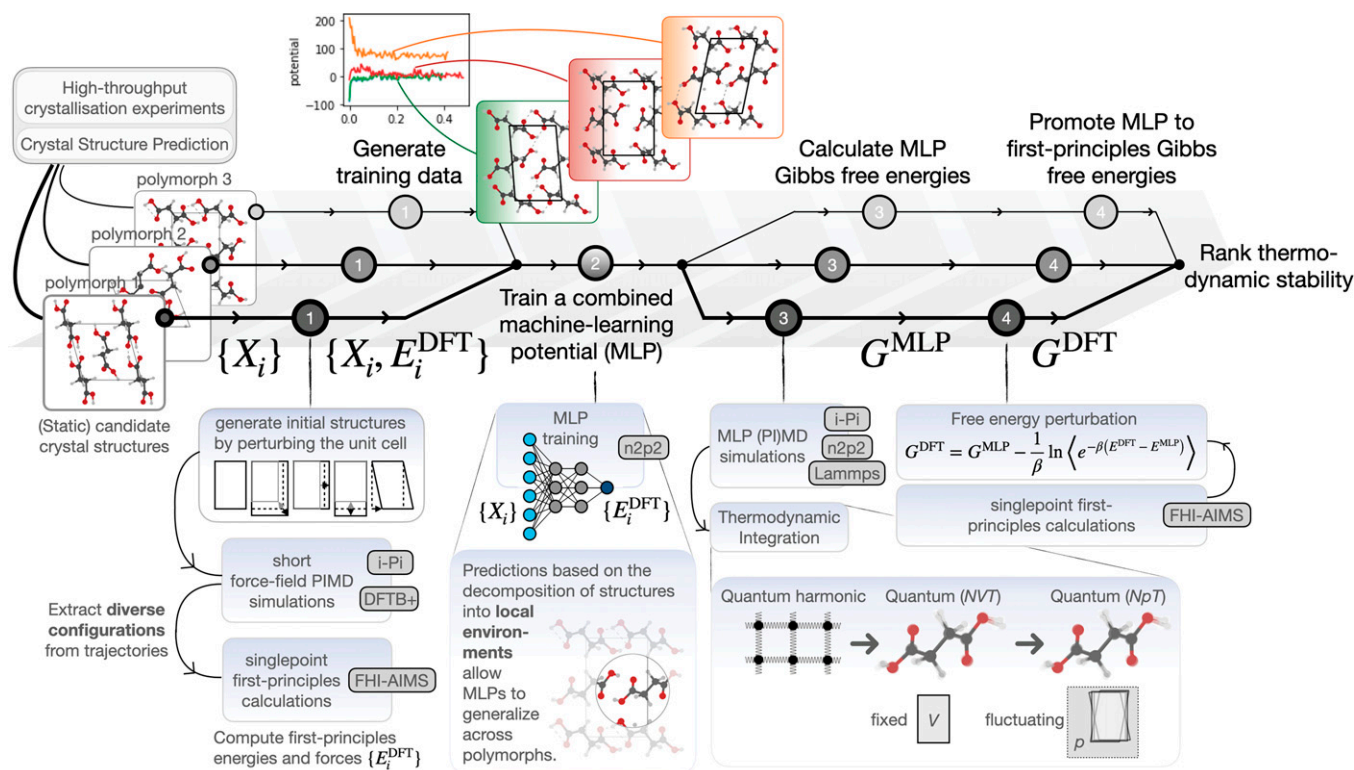 High-throughput
crystallisation experiments
Crystal Structure Prediction
potential
200
100
0
−100
0.0
0.2
0.4
Generate
training data
Calculate MLP
Gibbs free energies
Promote MLP to
first-principles Gibbs
free energies
polymorph 3
polymorph 2
polymorph 1
1
1
1
2
3
3
3
4
4
4
Train a combined
machine-learning
potential (MLP)
Rank thermo-
dynamic stability
{X_i}
{X_i, E_i^DFT}
G^MLP
G^DFT
(Static) candidate
crystal structures
generate initial structures
by perturbing the unit cell
short
force-field PIMD
simulations
i-Pi
DFTB+
Extract diverse
configurations
from trajectories
singlepoint
first-principles
calculations
FHI-AIMS
Compute first-principles
energies and forces {E_i^DFT}
MLP
training
n2p2
{X_i}
{E_i^DFT}
Predictions based on the
decomposition of structures
into local environ-
ments
allow
MLPs to
generalize
across
polymorphs.
MLP (PI)MD
simulations
i-Pi
n2p2
Lammps
Thermodynamic
Integration
Free energy perturbation
G^DFT = G^MLP − 1/β ln ⟨e^−β(E^DFT − E^MLP)⟩
singlepoint first-
principles calculations
FHI-AIMS
Quantum harmonic
Quantum (NVT)
Quantum (NpT)
fixed
V
fluctuating
p